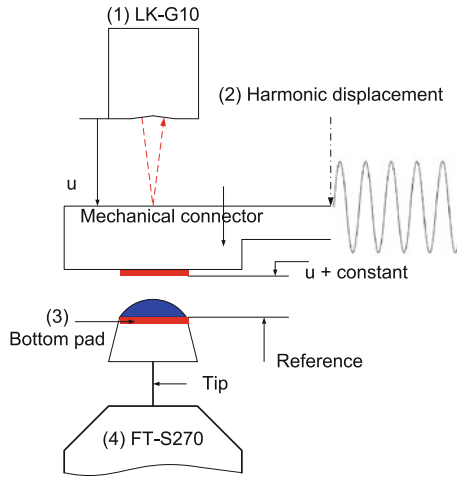 (1) LK-G10
(2) Harmonic displacement
u
Mechanical connector
u + constant
(3)
Bottom pad
Reference
Tip
(4) FT-S270